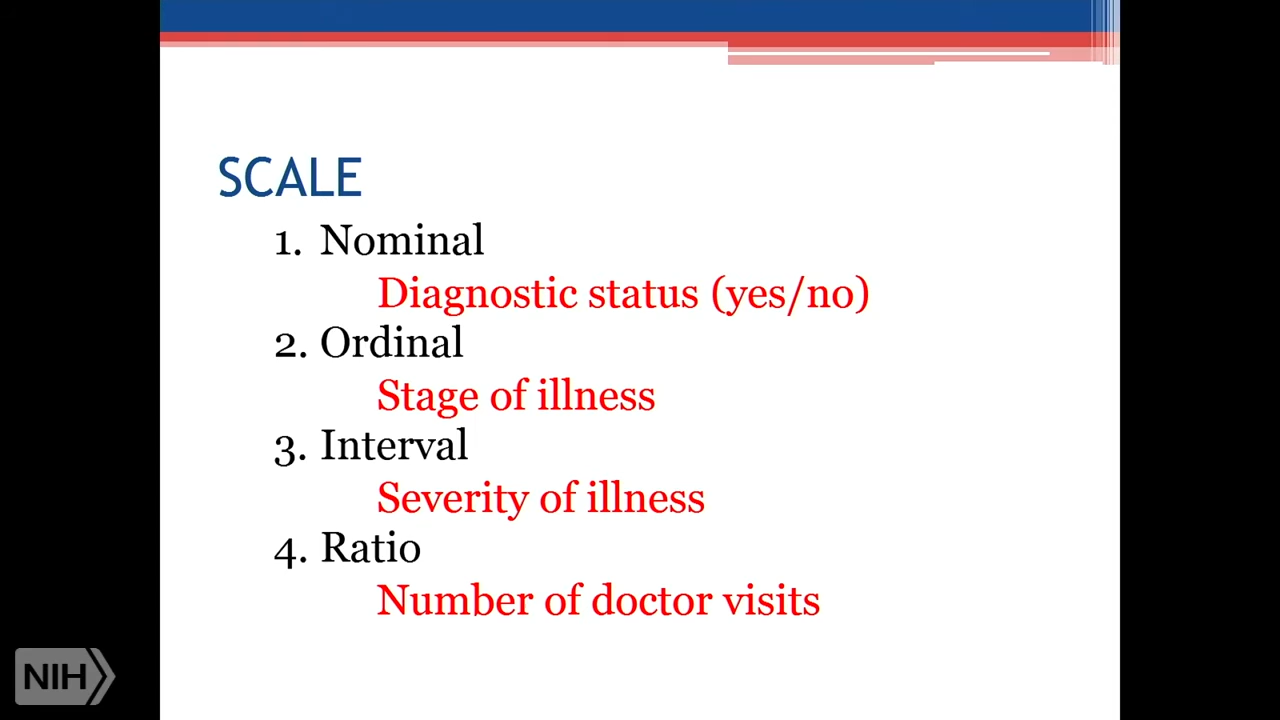 SCALE
1. Nominal
Diagnostic status (yes/no)
2. Ordinal
Stage of illness
3. Interval
Severity of illness
4. Ratio
Number of doctor visits
NIH